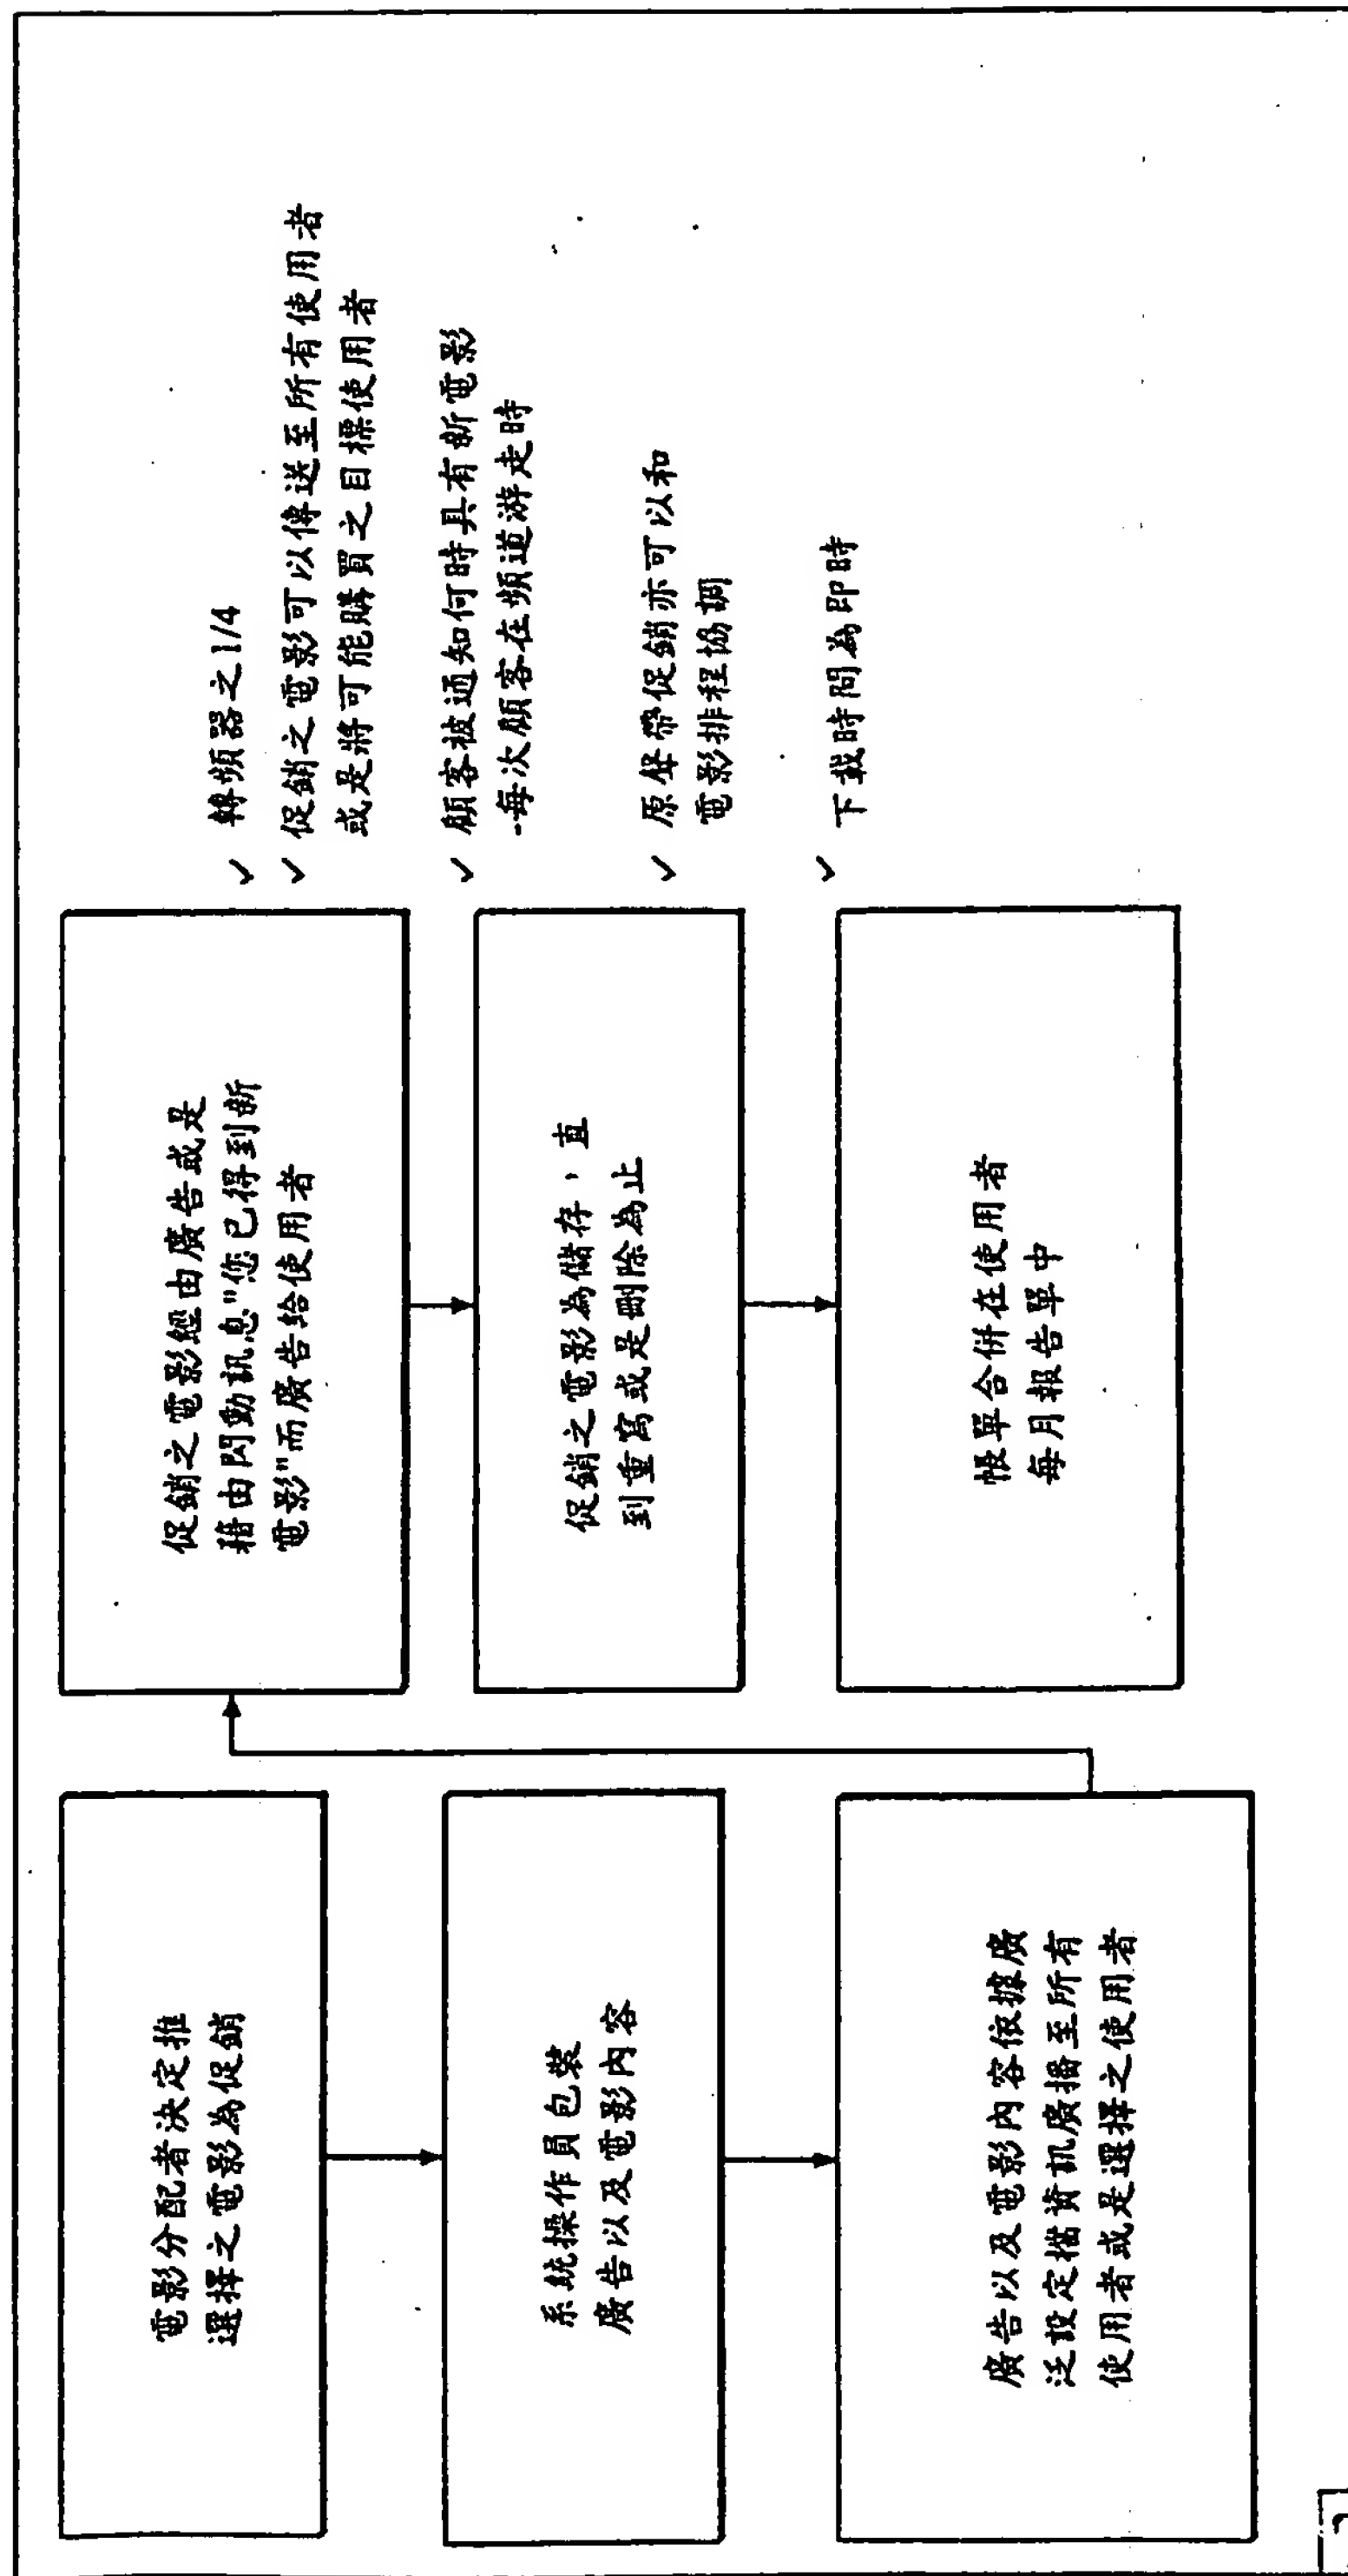 電影分配者決定推
選擇之電影為促銷
系統操作員包裝
廣告以及電影內容
廣告以及電影內容依據廣
泛設定檔資訊廣播至所有
使用者或是選擇之使用者
促銷之電影經由廣告或是
藉由閃動訊息"您已得到新
電影"而廣告給使用者
促銷之電影為儲存，直
到重寫或是刪除為止
帳單合併在使用者
每月報告單中
✓ 轉頻器之1/4
✓ 促銷之電影可以傳送至所有使用者
或是將可能購買之目標使用者
✓ 顧客被通知何時具有新電影
-每次顧客在頻道游走時
✓ 原聲帶促銷亦可以和
電影排程協調
✓ 下載時間為即時